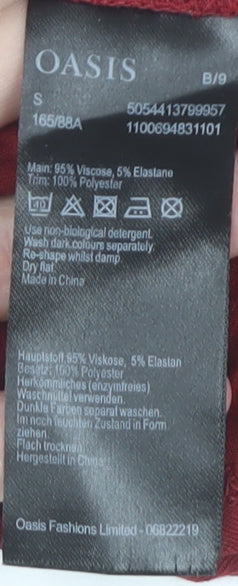 OASIS
B/9
S
5054413799957
165/88A
1100694831101
Main: 95% Viscose, 5% Elastane
Trim: 100% Polyester
Use non-biological detergent.
Wash dark colours separately.
Re-shape whilst damp.
Dry flat.
Made in China
Hauptstoff:95% Viskose, 5% Elastan
Besatz: 100% Polyester
Herkömmliches (enzymfreies)
Waschmittel verwenden.
Dunkle Farben separat waschen.
Im noch feuchten Zustand in Form
ziehen.
Flach trocknen
Hergestellt in China
Oasis Fashions Limited - 06822219